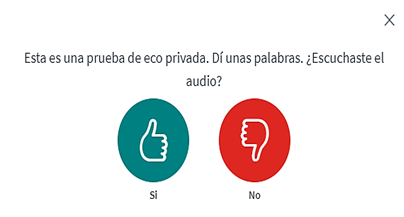 Esta es una prueba de eco privada. Dí unas palabras. ¿Escuchaste el
audio?
Si
No